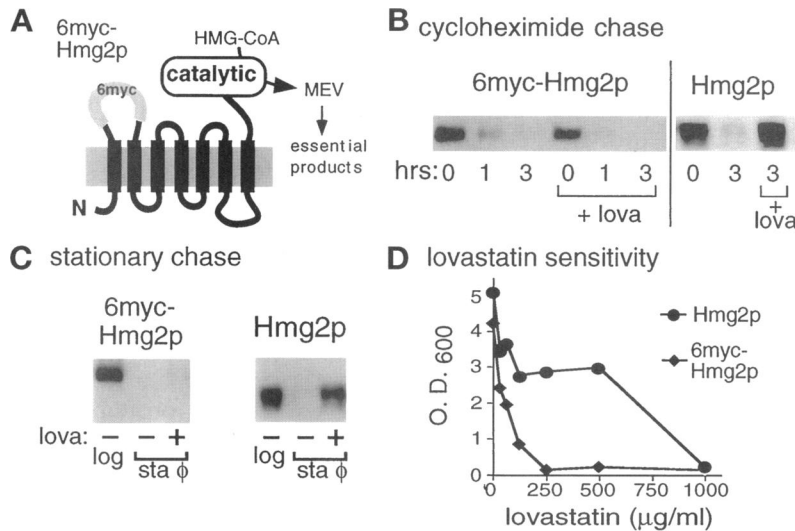 A
6myc-
Hmg2p
HMG-CoA
catalytic
6myc
MEV
essential
products
N
B cycloheximide chase
6myc-Hmg2p
Hmg2p
hrs: 0 1 3 0 1 3 0 3 3
+ lova
+
lova
C stationary chase
6myc-
Hmg2p
Hmg2p
lova: − − + − − +
log sta ϕ log sta ϕ
D lovastatin sensitivity
O. D. 600
5
4
3
2
1
0
0 250 500 750 1000
lovastatin (μg/ml)
Hmg2p
6myc-
Hmg2p